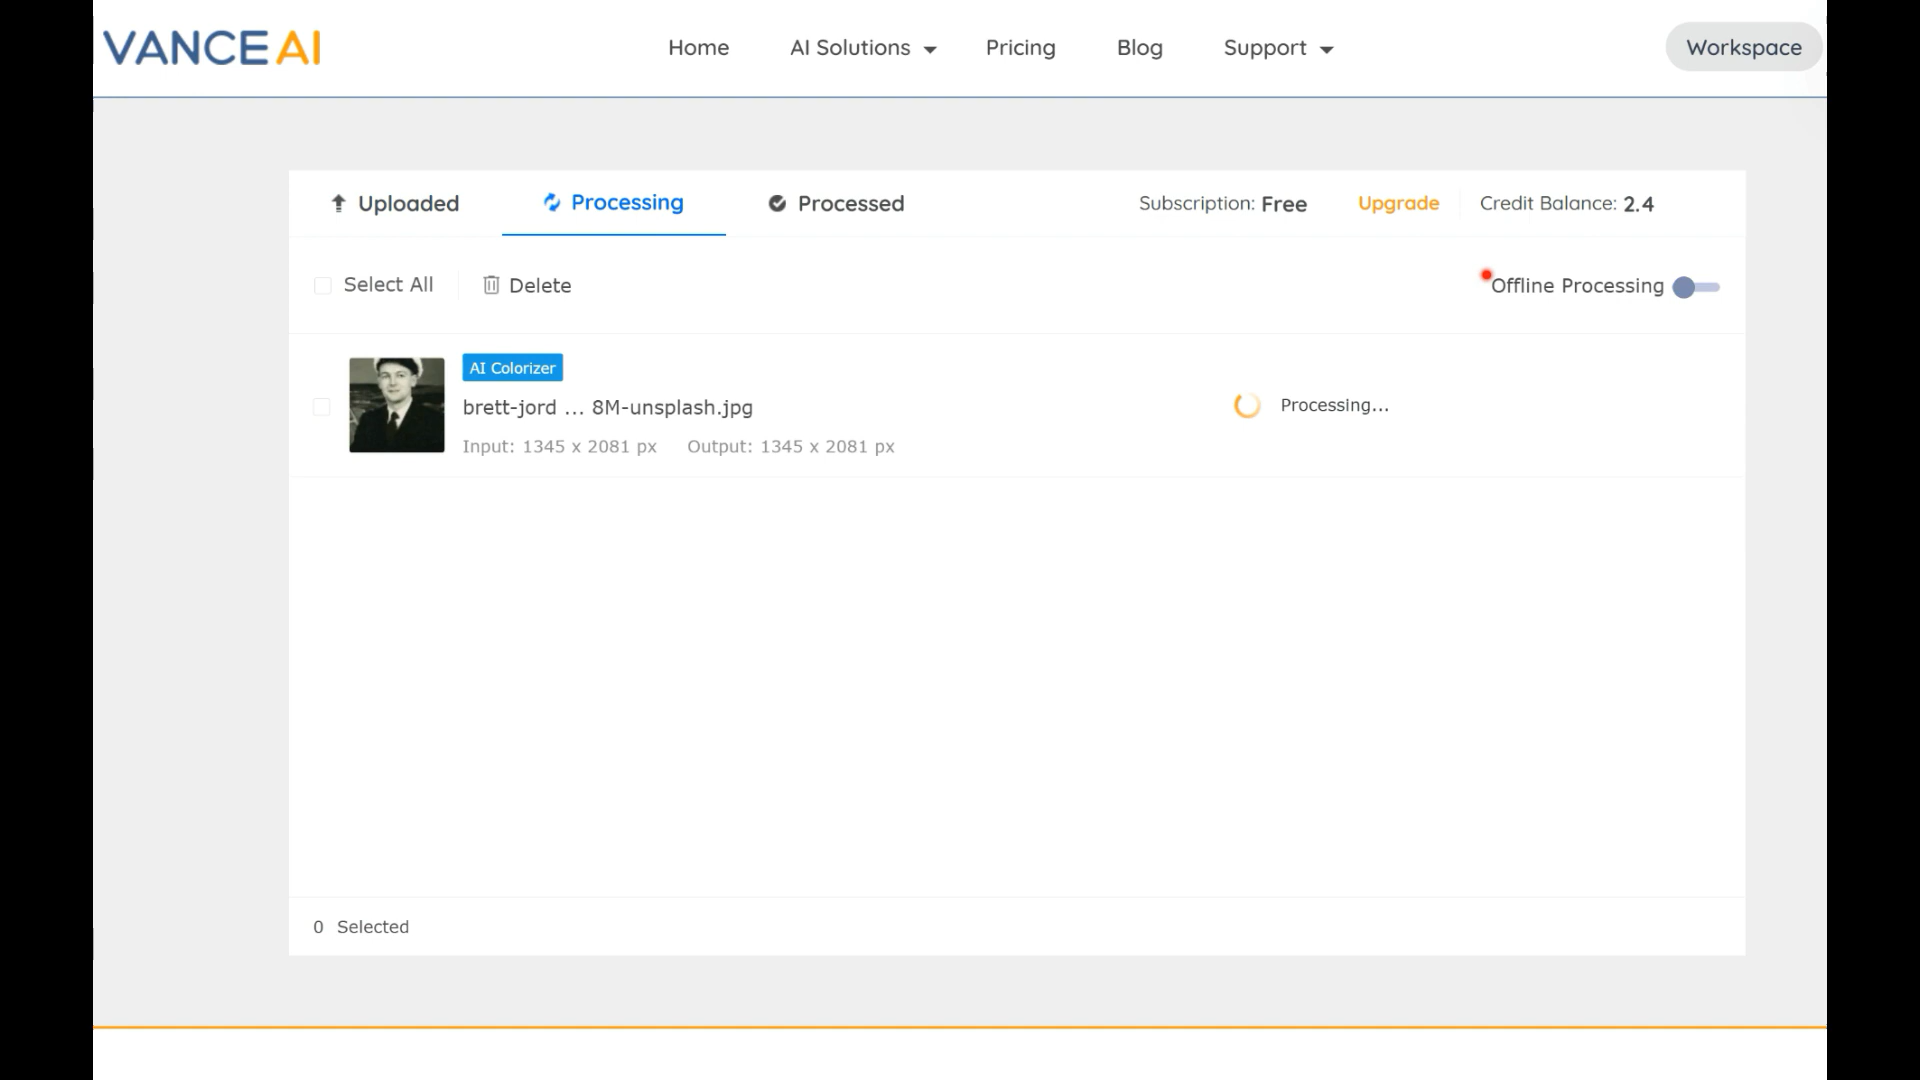 VANCE AI
Home AI Solutions Pricing Blog Support Workspace
Uploaded Processing Processed Subscription: Free Upgrade Credit Balance: 2.4
Select All Delete Offline Processing
AI Colorizer
brett-jord ... 8M-unsplash.jpg
Processing...
Input: 1345 x 2081 px Output: 1345 x 2081 px
0 Selected